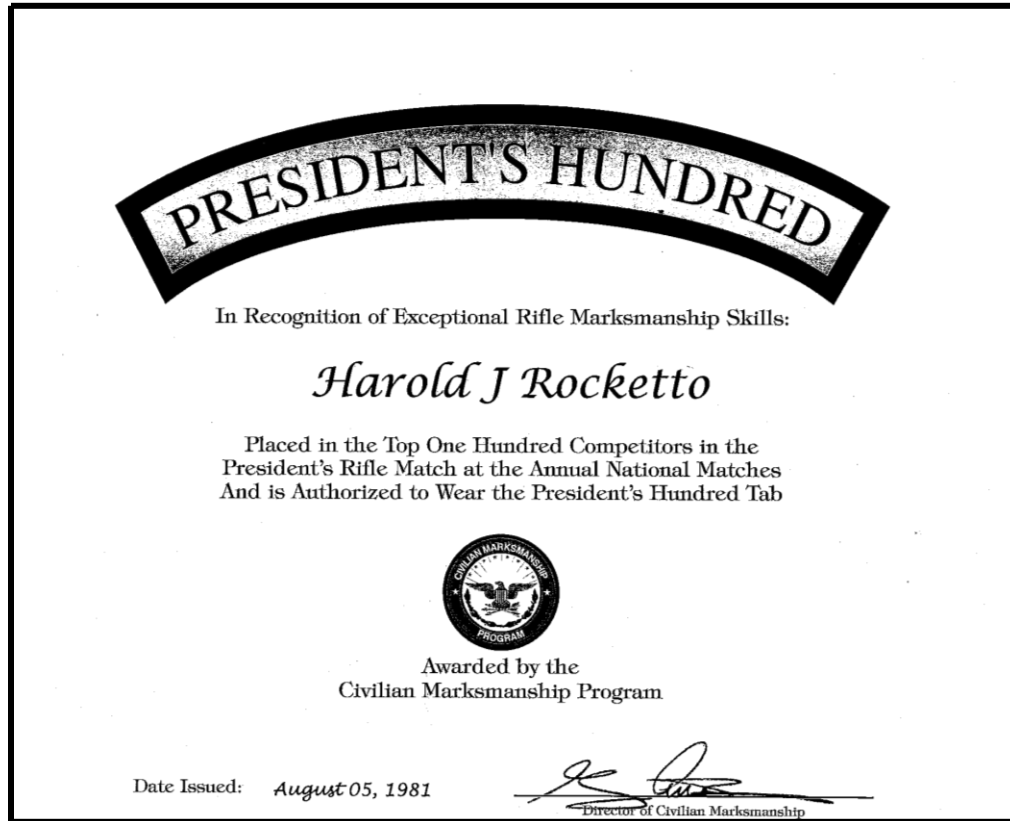 PRESIDENT'S HUNDRED
In Recognition of Exceptional Rifle Marksmanship Skills:
Harold J Rocketto
Placed in the Top One Hundred Competitors in the
President's Rifle Match at the Annual National Matches
And is Authorized to Wear the President's Hundred Tab
CIVILIAN MARKSMANSHIP
PROGRAM
Awarded by the
Civilian Marksmanship Program
Date Issued: August 05, 1981
Director of Civilian Marksmanship